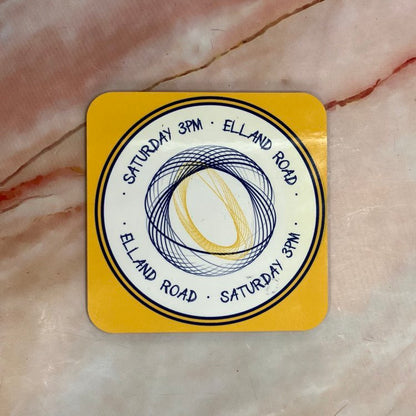 · SATURDAY 3PM · ELLAND ROAD ·
· ELLAND ROAD · SATURDAY 3PM ·